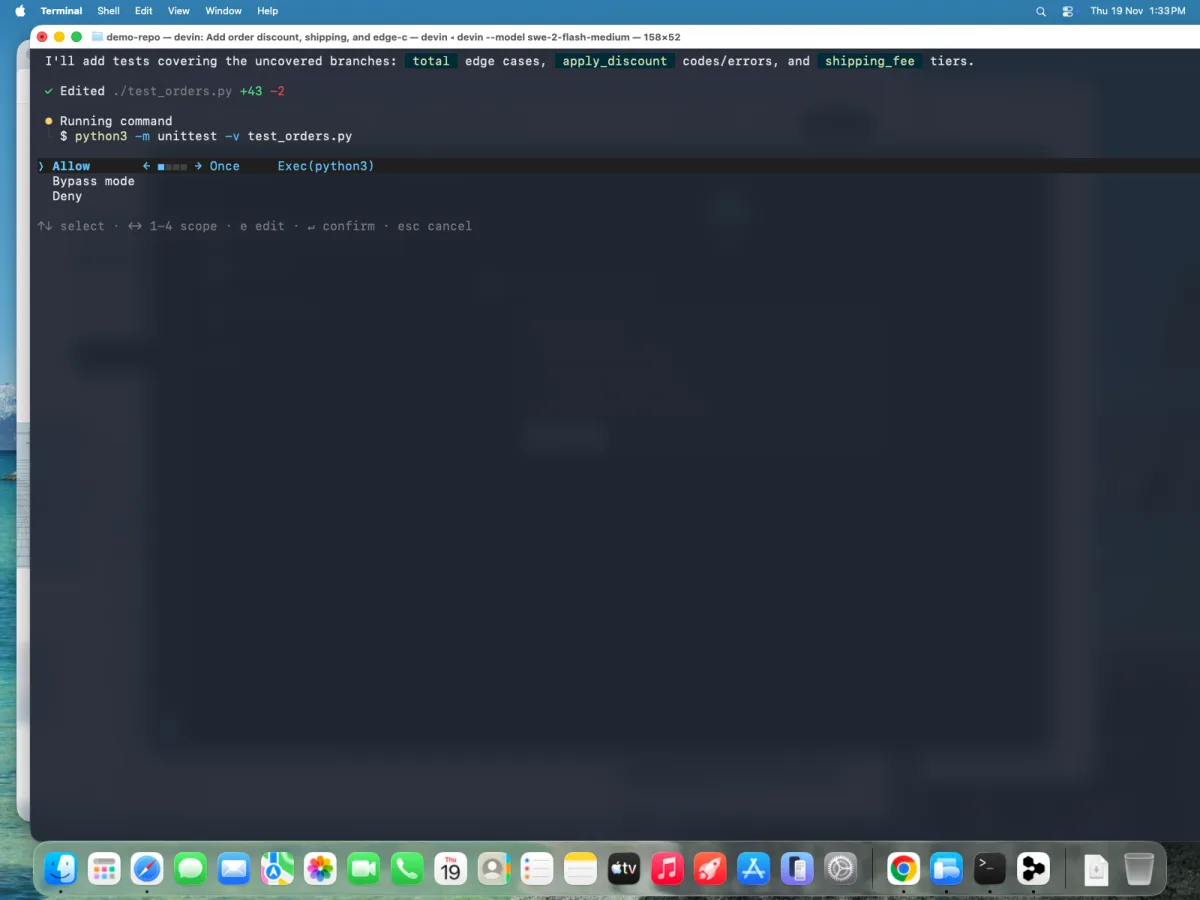 Terminal Shell Edit View Window Help Thu 19 Nov 1:33 PM
demo-repo — devin: Add order discount, shipping, and edge-c — devin • devin --model swe-2-flash-medium — 158×52
I'll add tests covering the uncovered branches: total edge cases, apply_discount codes/errors, and shipping_fee tiers.
✓ Edited ./test_orders.py +43 −2
● Running command
$ python3 -m unittest -v test_orders.py
❯ Allow ← ■■■■ → Once Exec(python3)
Bypass mode
Deny
↑↓ select · ↔ 1–4 scope · e edit · ↵ confirm · esc cancel
Thu
19
tv
>_